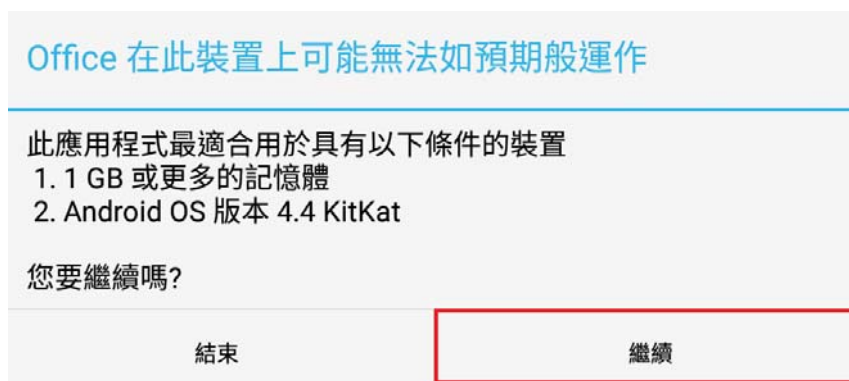 Office 在此裝置上可能無法如預期般運作
此應用程式最適合用於具有以下條件的裝置
1. 1 GB 或更多的記憶體
2. Android OS 版本 4.4 KitKat
您要繼續嗎?
結束
繼續